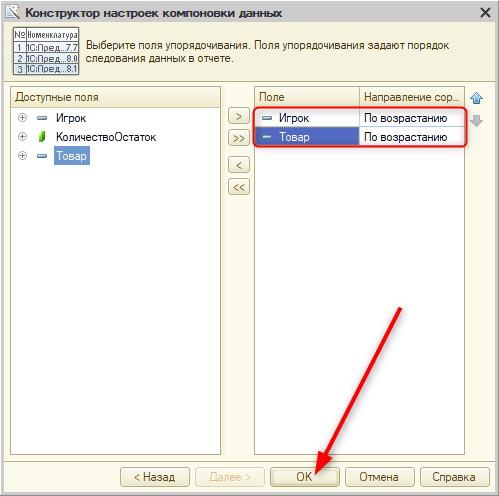 Конструктор настроек компоновки данных
№ Номенклатура
1 1С:Пред...7.7
2 1С:Пред...8.0
3 1С:Пред...8.1
Выберите поля упорядочивания. Поля упорядочивания задают порядок
следования данных в отчете.
Доступные поля
Игрок
КоличествоОстаток
Товар
>
>>
<
<<
Поле Направление сор...
Игрок По возрастанию
Товар По возрастанию
< Назад Далее > OK Отмена Справка